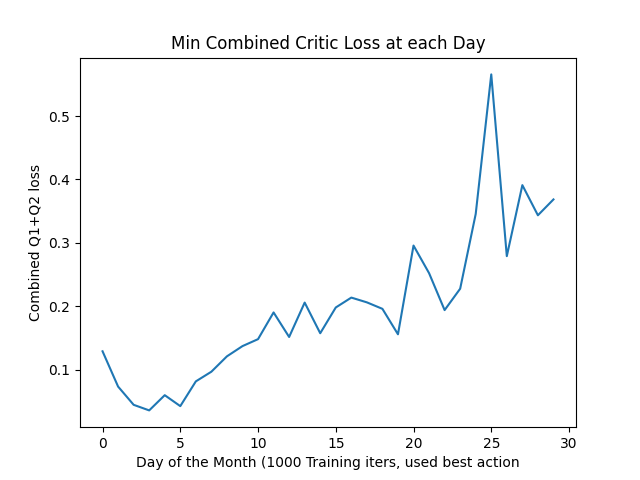 Min Combined Critic Loss at each Day
Combined Q1+Q2 loss
0.5
0.4
0.3
0.2
0.1
0 5 10 15 20 25 30
Day of the Month (1000 Training iters, used best action